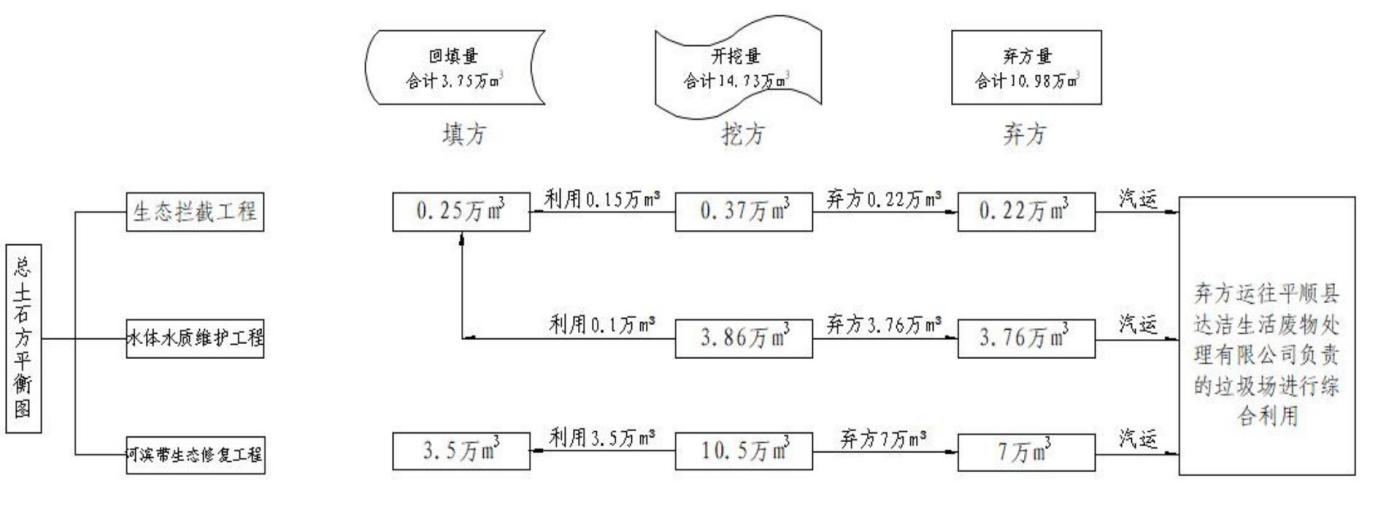 回填量
合计3.75万m³
开挖量
合计14.73万m³
弃方量
合计10.98万m³
填方
挖方
弃方
总土石方平衡图
生态拦截工程
0.25万m³
利用0.15万m³
0.37万m³
弃方0.22万m³
0.22万m³
汽运
水体水质维护工程
利用0.1万m³
3.86万m³
弃方3.76万m³
3.76万m³
汽运
河滨带生态修复工程
3.5万m³
利用3.5万m³
10.5万m³
弃方7万m³
7万m³
汽运
弃方运往平顺县
达洁生活废物处
理有限公司负责
的垃圾场进行综
合利用